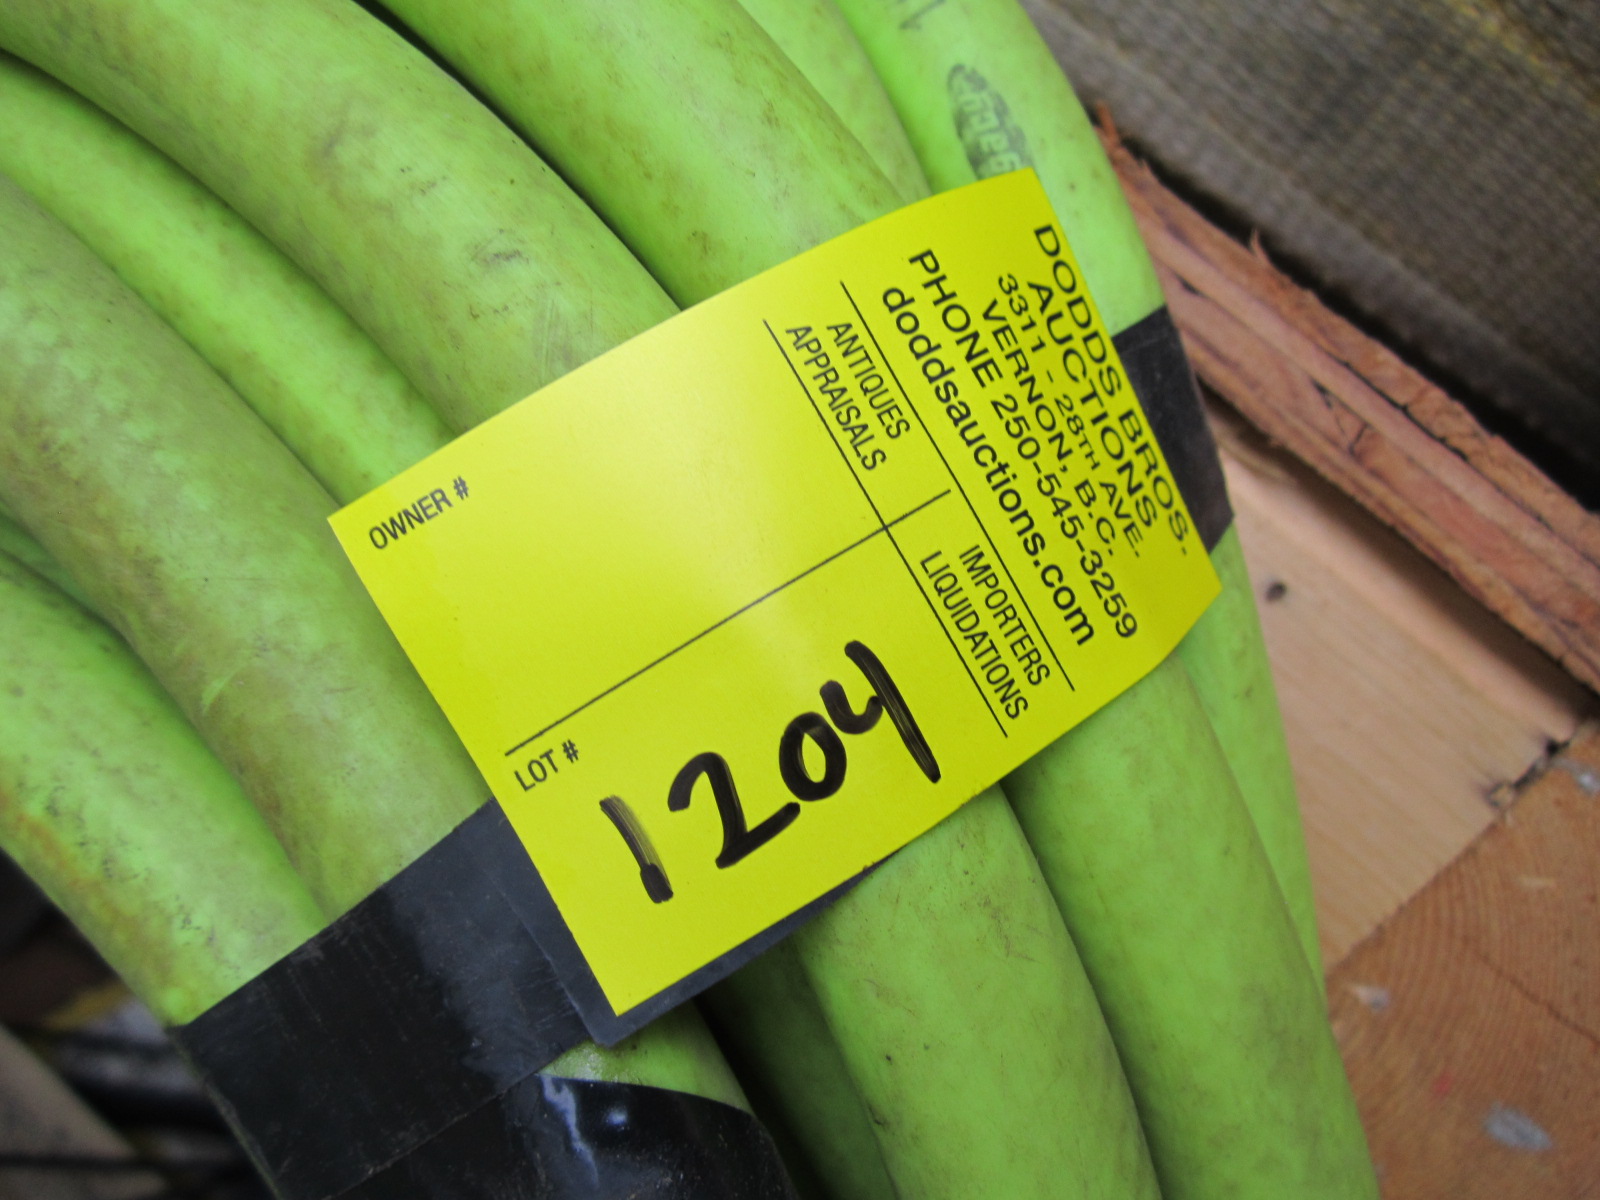 DODDS BROS.
AUCTIONS
3311 - 28TH AVE.
VERNON, B.C.
PHONE 250-545-3259
doddsauctions.com
ANTIQUES
APPRAISALS
IMPORTERS
LIQUIDATIONS
OWNER #
LOT #
1204